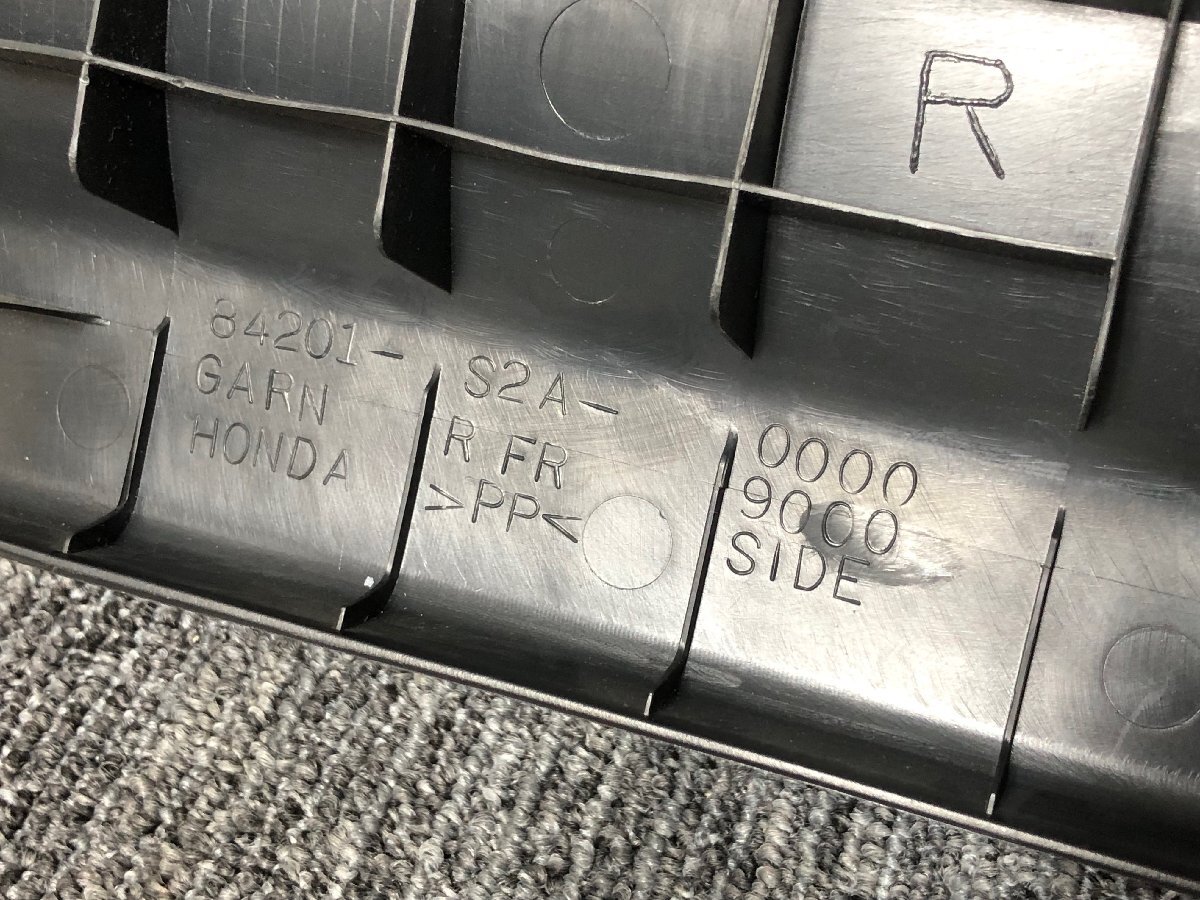 R
84201- S2A- 0000
GARN R FR 9000
HONDA >PP< SIDE